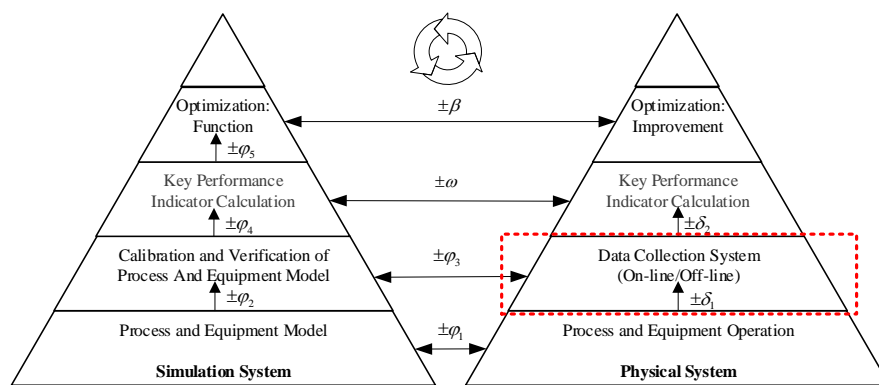 Optimization:
Function
±φ5
Key Performance
Indicator Calculation
±φ4
Calibration and Verification of
Process And Equipment Model
±φ2
Process and Equipment Model
Simulation System
±β
±ω
±φ3
±φ1
Optimization:
Improvement
Key Performance
Indicator Calculation
±δ2
Data Collection System
(On-line/Off-line)
±δ1
Process and Equipment Operation
Physical System